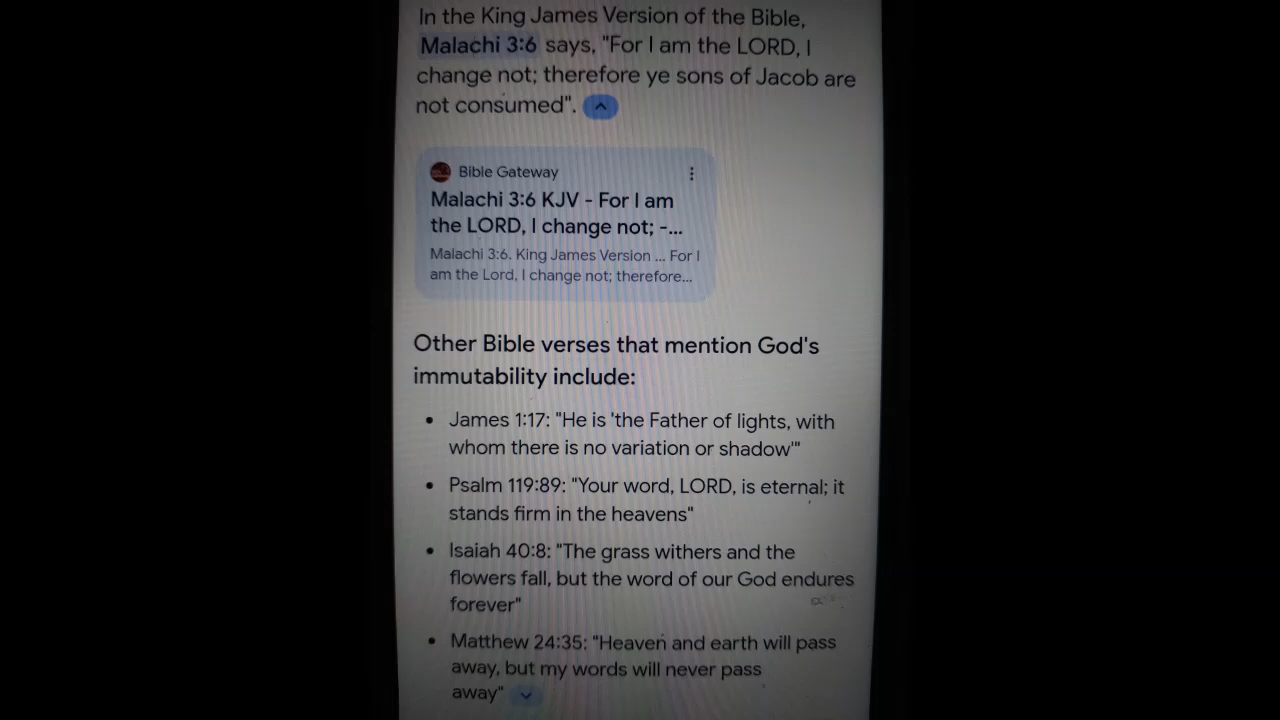 In the King James Version of the Bible,
Malachi 3:6 says, "For I am the LORD, I
change not; therefore ye sons of Jacob are
not consumed".
Bible Gateway
Malachi 3:6 KJV - For I am
the LORD, I change not; -...
Malachi 3:6. King James Version ... For I
am the Lord, I change not; therefore...
Other Bible verses that mention God's
immutability include:
• James 1:17: "He is 'the Father of lights, with
whom there is no variation or shadow'"
• Psalm 119:89: "Your word, LORD, is eternal; it
stands firm in the heavens"
• Isaiah 40:8: "The grass withers and the
flowers fall, but the word of our God endures
forever"
• Matthew 24:35: "Heaven and earth will pass
away, but my words will never pass
away"